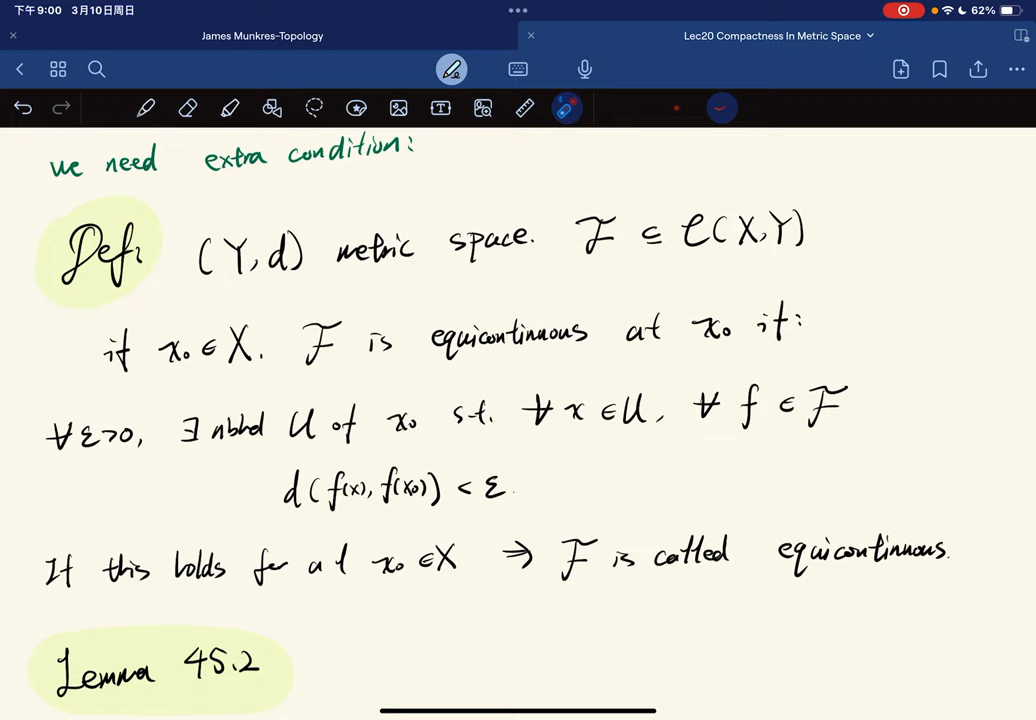 下午9:00 3月10日周日
62%
James Munkres-Topology
Lec20 Compactness In Metric Space
we need extra condition:
Def: (Y,d) metric space. ℱ ⊆ 𝒞(X,Y)
if x₀ ∈ X. ℱ is equicontinuous at x₀ if:
∀ε>0, ∃ nbhd U of x₀ s.t. ∀ x ∈ U, ∀ f ∈ ℱ
d(f(x), f(x₀)) < ε.
If this holds for all x₀ ∈ X ⇒ ℱ is called equicontinuous.
Lemma 45.2